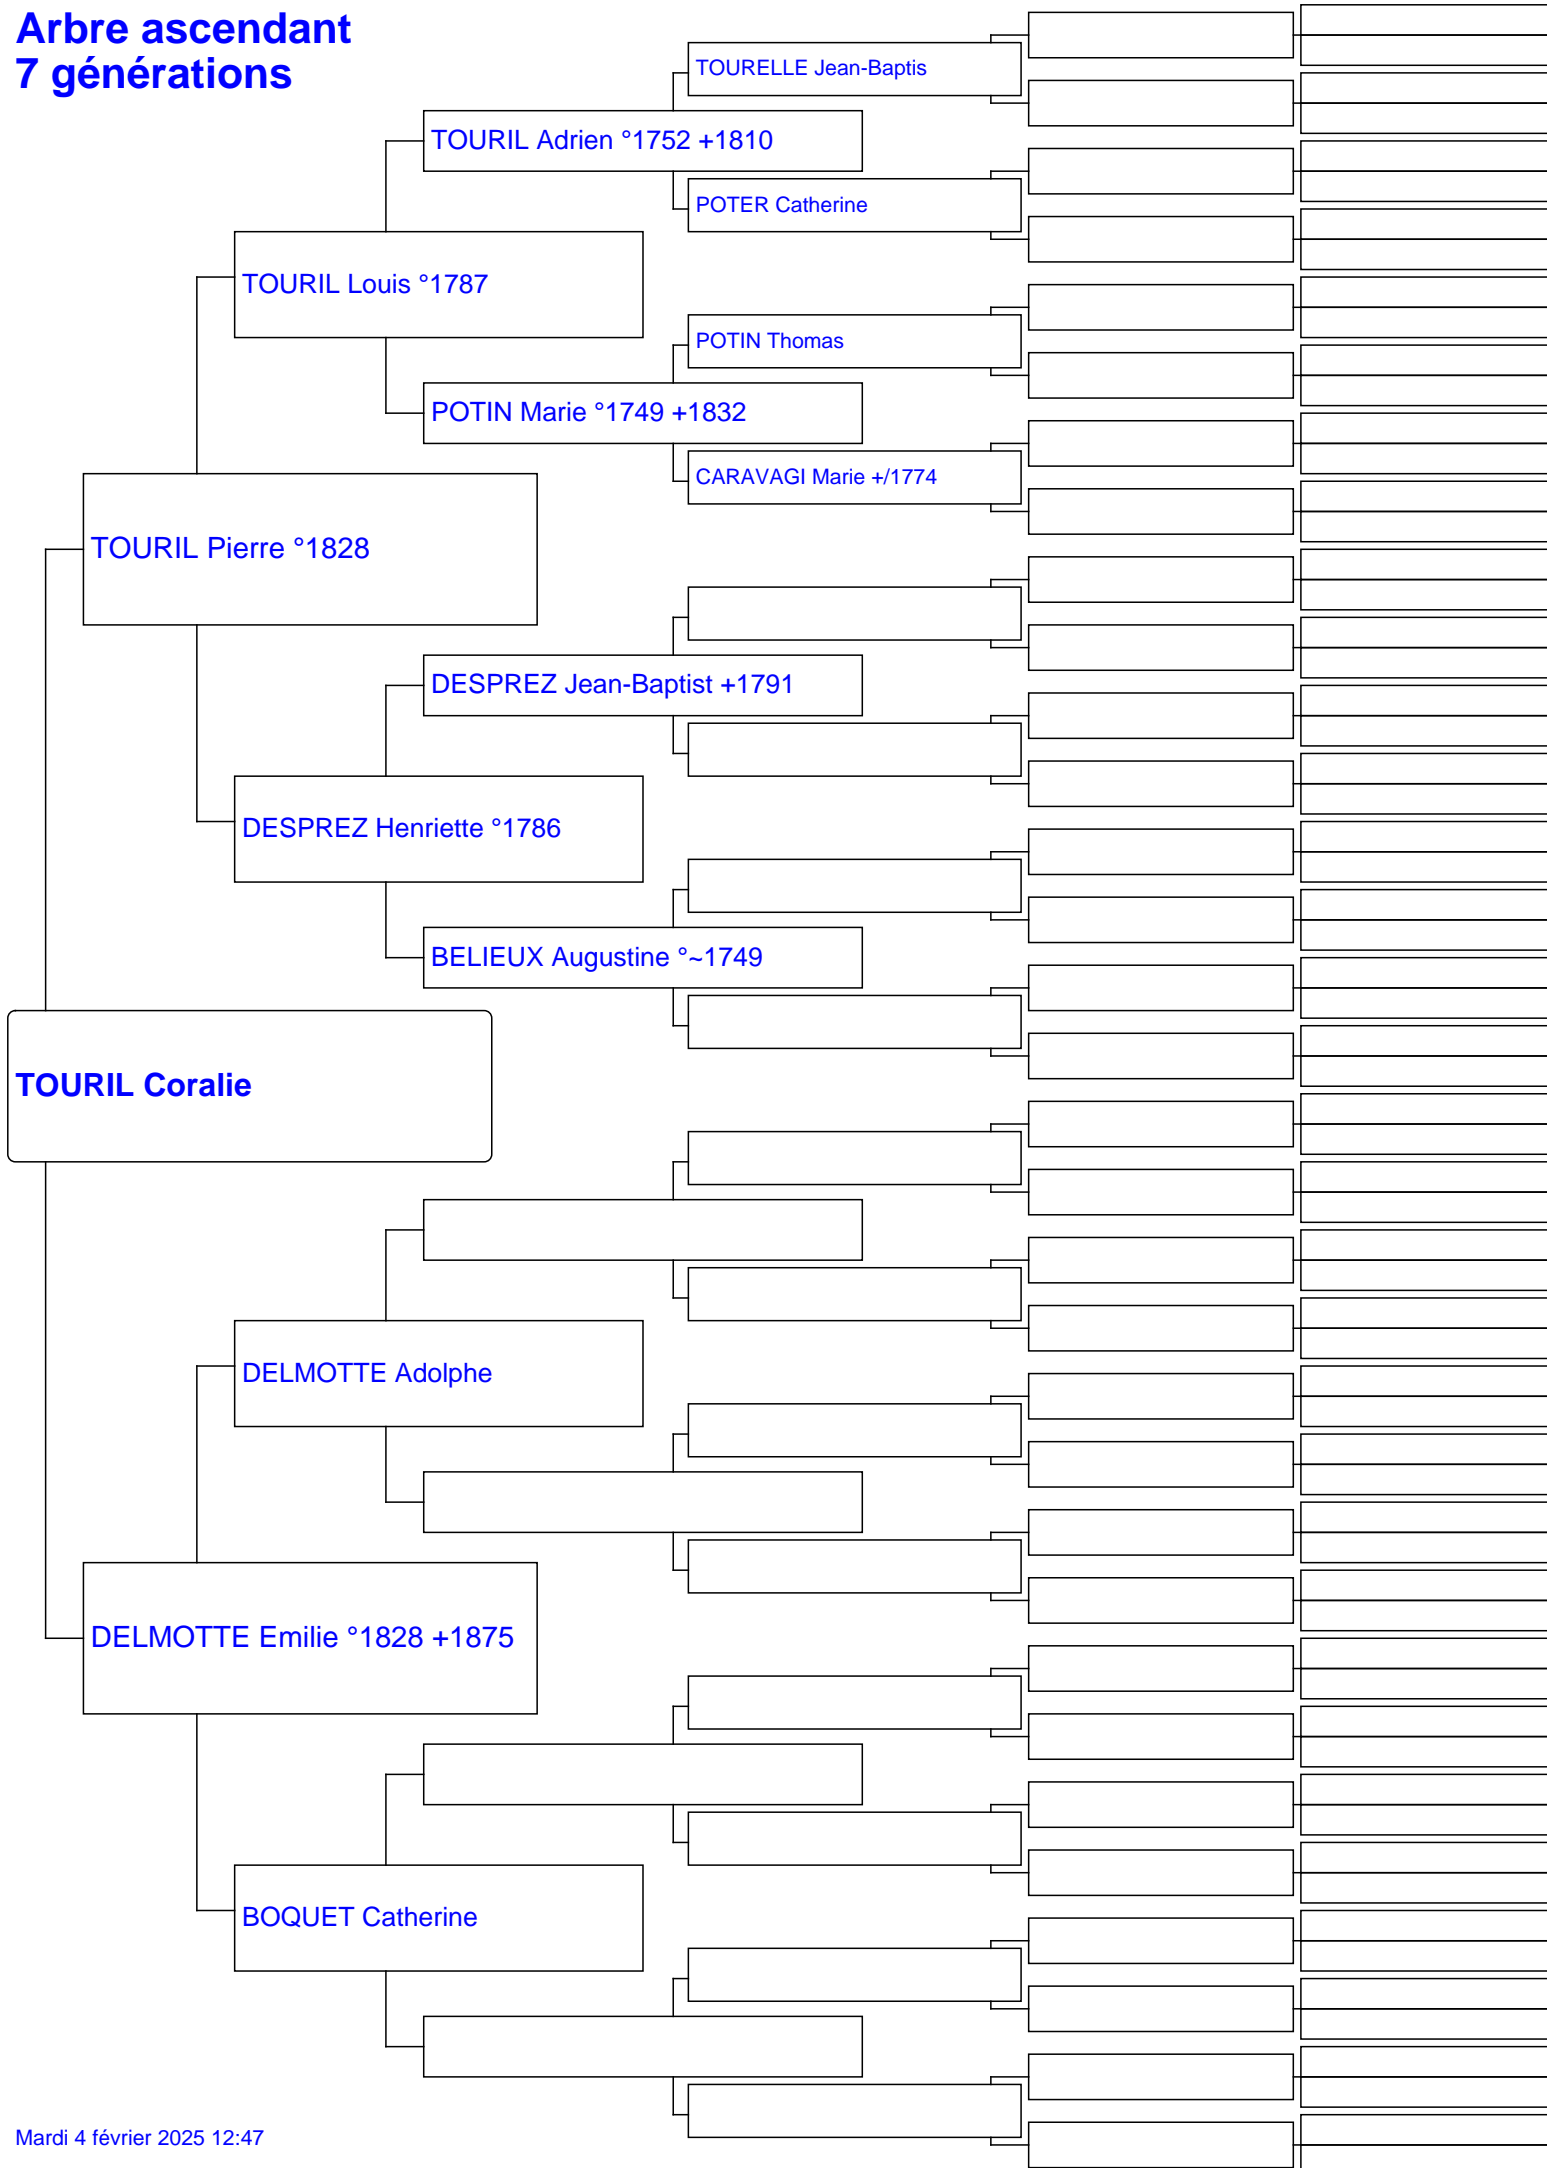 Arbre ascendant
7 générations
TOURELLE Jean-Baptis
TOURIL Adrien °1752 +1810
POTER Catherine
TOURIL Louis °1787
POTIN Thomas
POTIN Marie °1749 +1832
CARAVAGI Marie +/1774
TOURIL Pierre °1828
DESPREZ Jean-Baptist +1791
DESPREZ Henriette °1786
BELIEUX Augustine °~1749
TOURIL Coralie
DELMOTTE Adolphe
DELMOTTE Emilie °1828 +1875
BOQUET Catherine
Mardi 4 février 2025 12:47